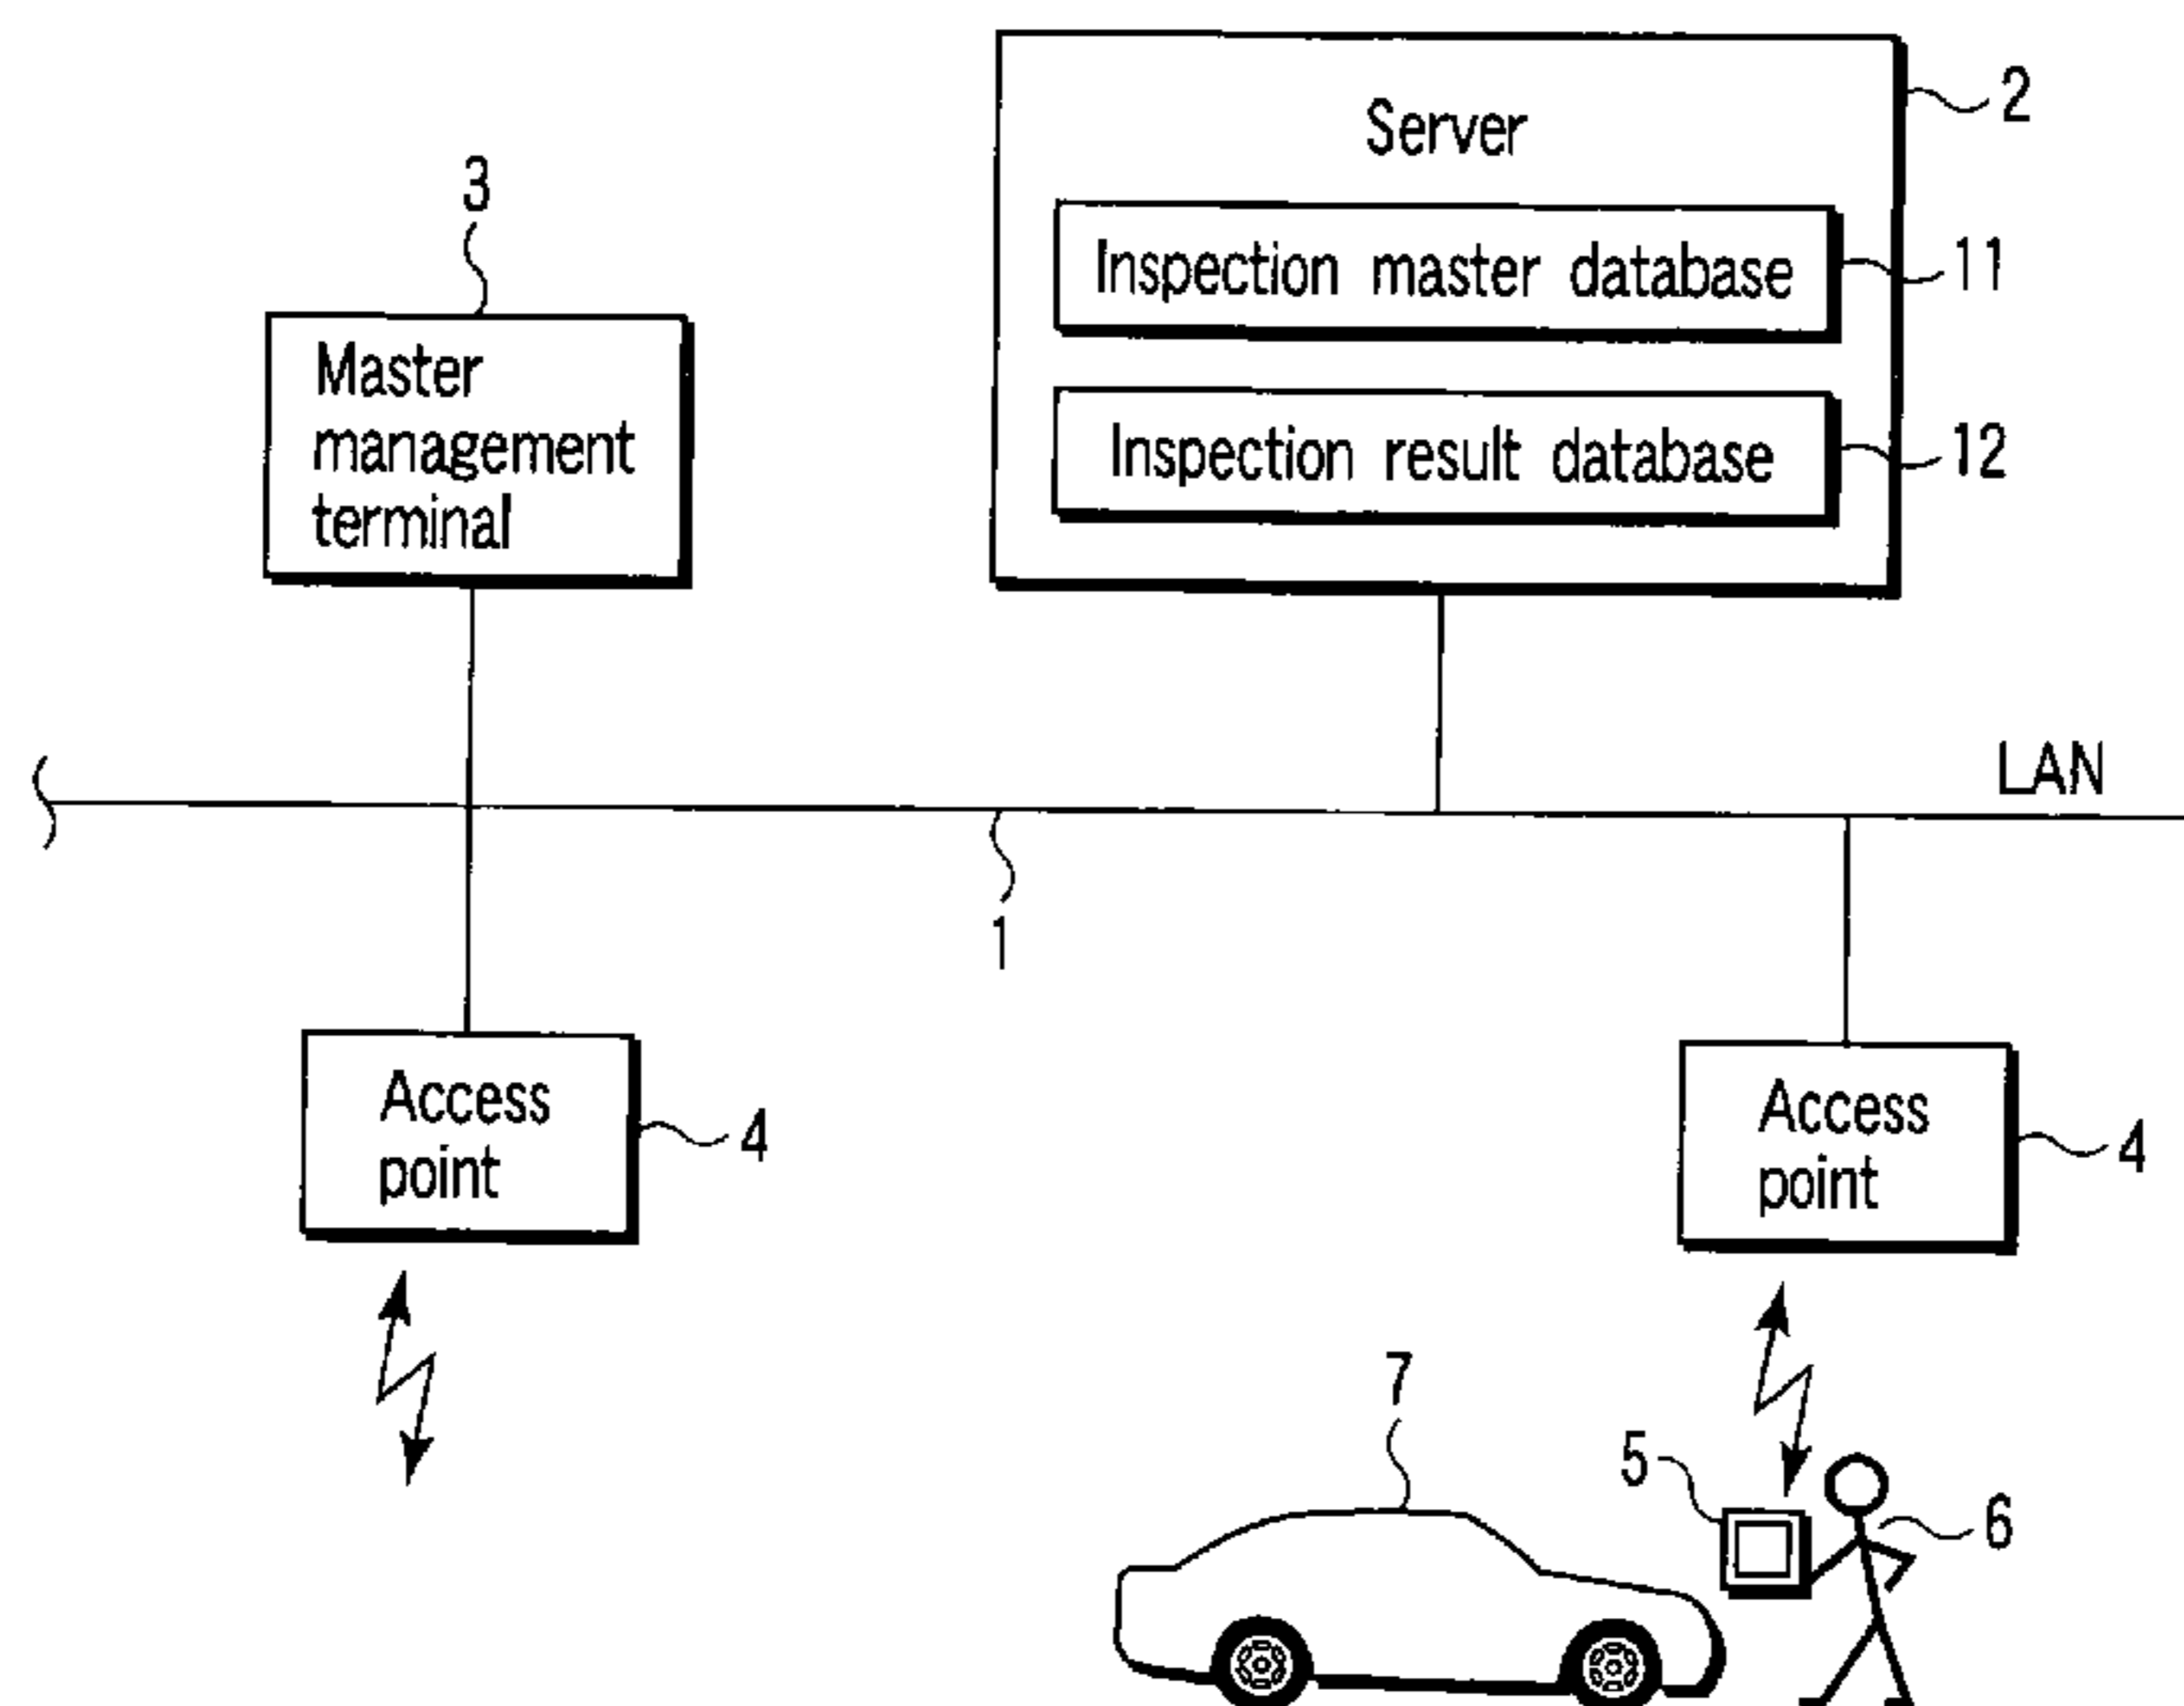 2
Server
3
Inspection master database
11
Master
management
terminal
Inspection result database
12
LAN
1
Access
point
4
Access
point
4
7
5
6